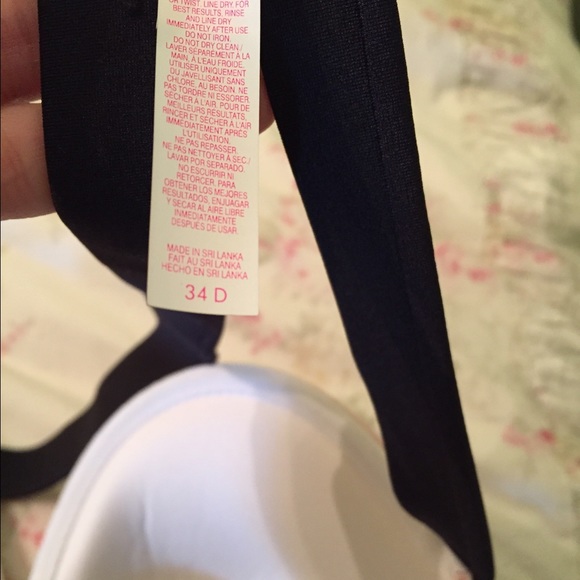 OR TWIST. LINE DRY. FOR
BEST RESULTS, RINSE
AND LINE DRY
IMMEDIATELY AFTER USE
DO NOT IRON.
DO NOT DRY CLEAN./
LAVER SÉPARÉMENT À LA
MAIN, À L'EAU FROIDE.
UTILISER UNIQUEMENT
DU JAVELLISANT SANS
CHLORE, AU BESOIN. NE
PAS TORDRE NI ESSORER.
SÉCHER À L'AIR. POUR DE
MEILLEURS RÉSULTATS,
RINCER ET SÉCHER À L'AIR
IMMÉDIATEMENT APRÈS
L'UTILISATION.
NE PAS REPASSER.
NE PAS NETTOYER À SEC./
LAVAR POR SEPARADO.
NO ESCURRIR NI
RETORCER. PARA
OBTENER LOS MEJORES
RESULTADOS, ENJUAGAR
Y SECAR AL AIRE LIBRE
INMEDIATAMENTE
DESPUÉS DE USAR.
MADE IN SRI LANKA
FAIT AU SRI LANKA
HECHO EN SRI LANKA
34 D